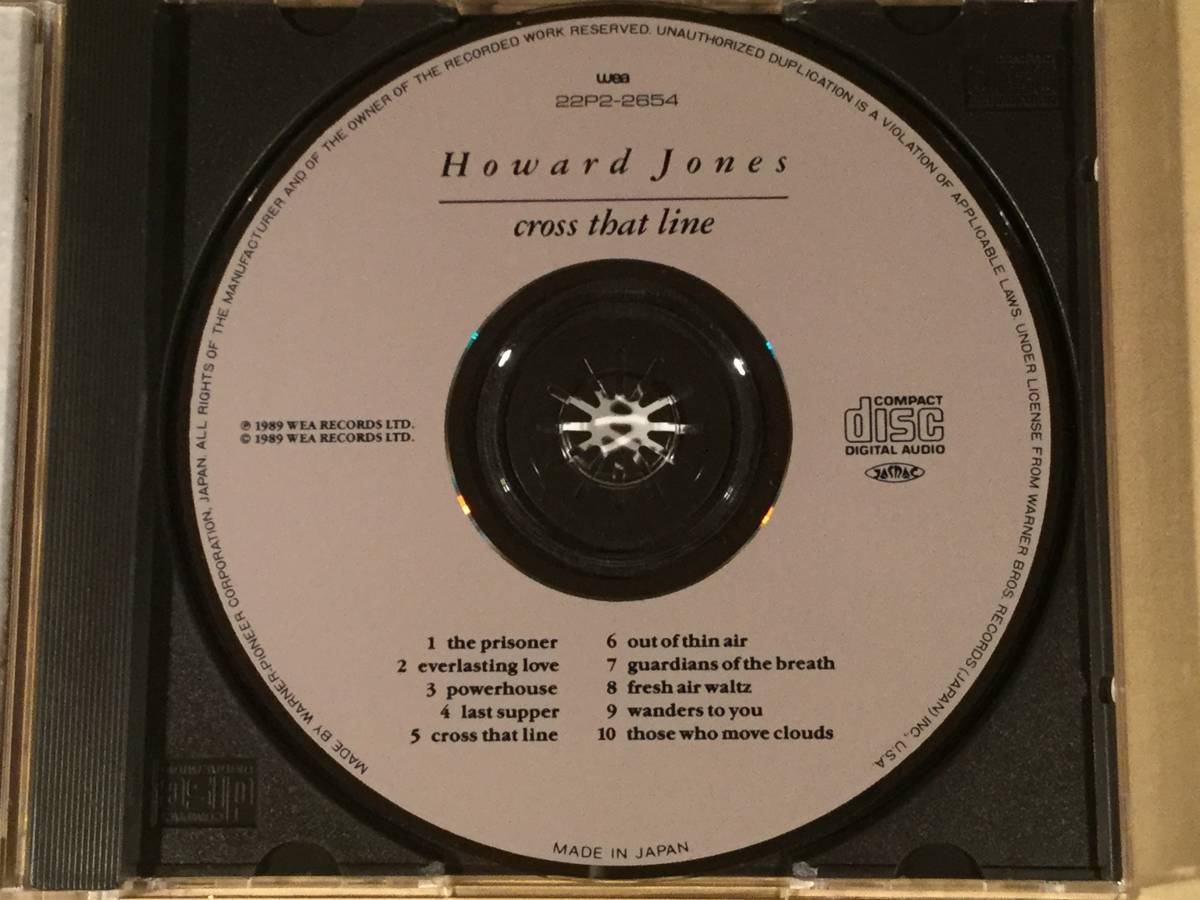 wea
22P2-2654
Howard Jones
cross that line
℗ 1989 WEA RECORDS LTD.
© 1989 WEA RECORDS LTD.
COMPACT
disc
DIGITAL AUDIO
JASRAC
1 the prisoner
2 everlasting love
3 powerhouse
4 last supper
5 cross that line
6 out of thin air
7 guardians of the breath
8 fresh air waltz
9 wanders to you
10 those who move clouds
MADE BY WARNER-PIONEER CORPORATION, JAPAN. ALL RIGHTS OF THE MANUFACTURER AND OF THE OWNER OF THE RECORDED WORK RESERVED. UNAUTHORIZED DUPLICATION IS A VIOLATION OF APPLICABLE LAWS. UNDER LICENSE FROM WARNER BROS. RECORDS (JAPAN) INC., U.S.A.
MADE IN JAPAN
COMPACT
disc
DIGITAL AUDIO